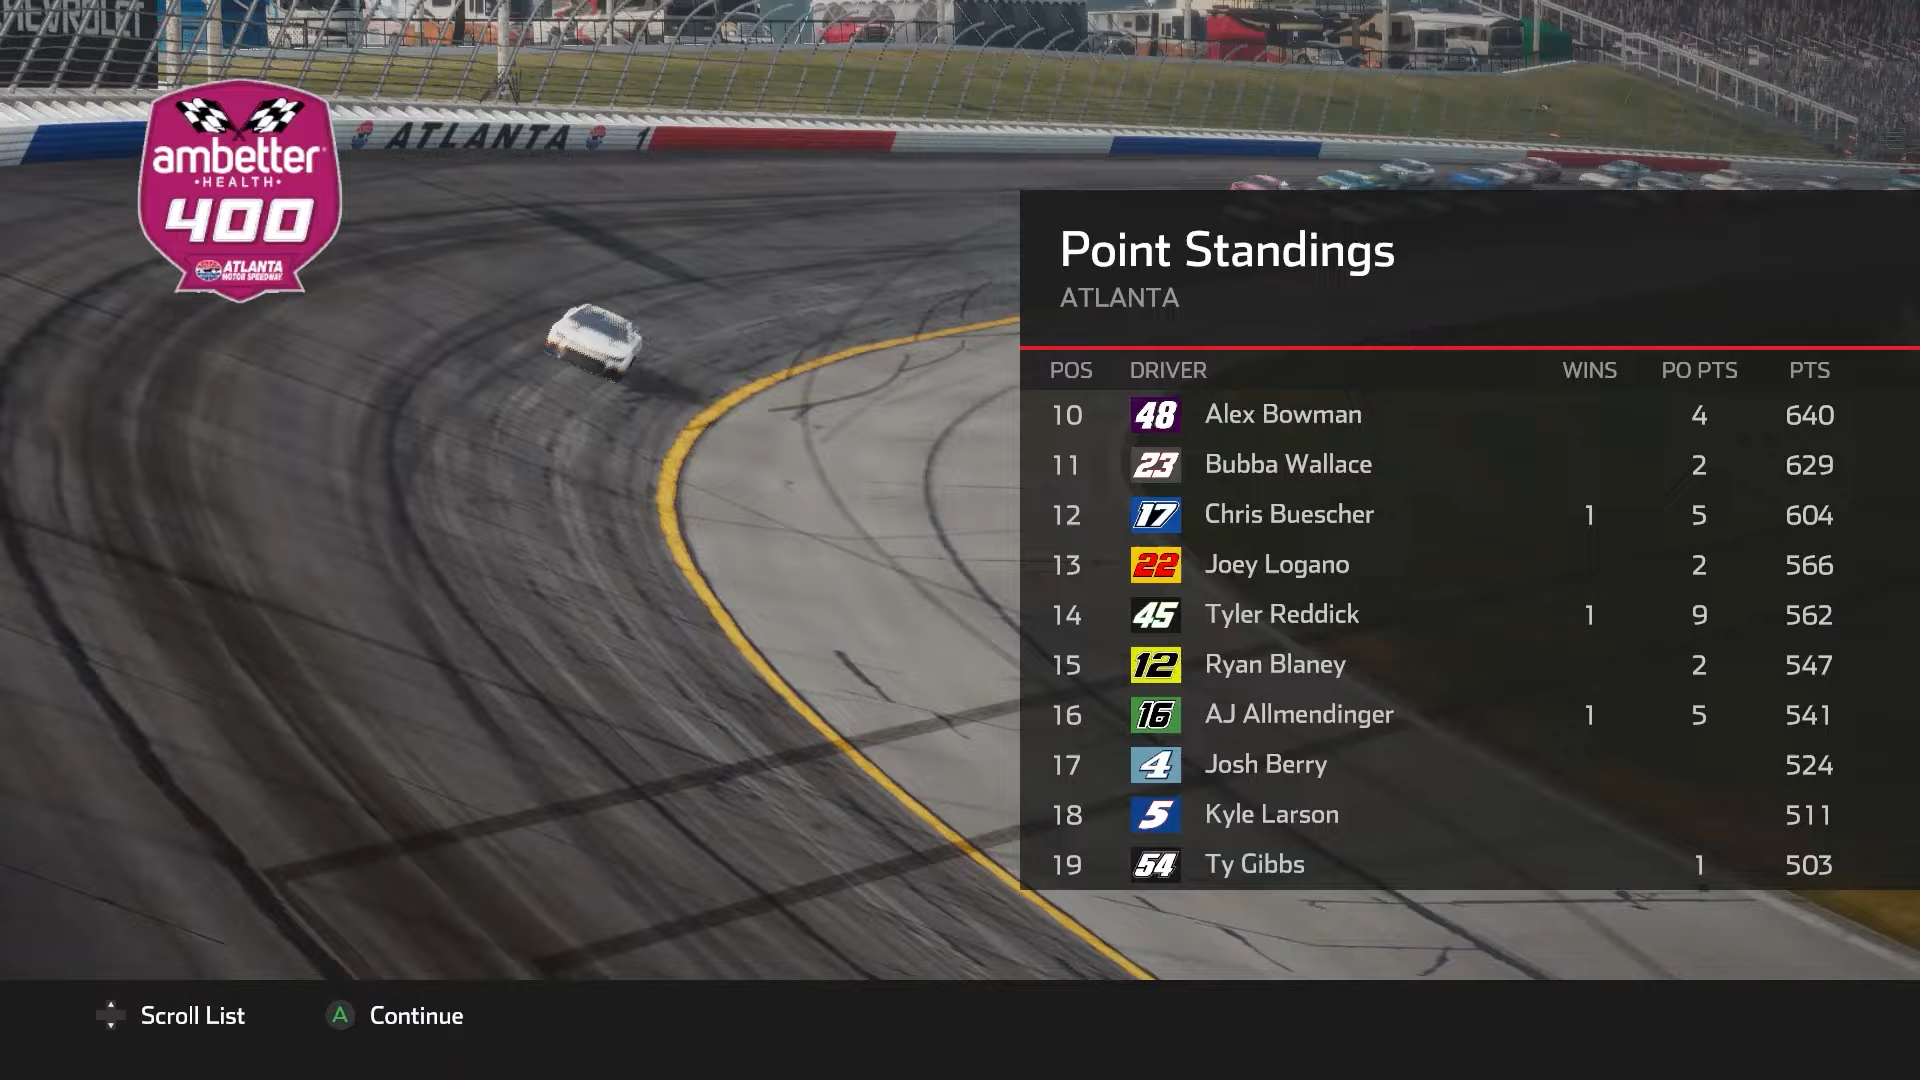 CHEVROLET
ATLANTA 1
ambetter
•HEALTH•
400
ATLANTA
MOTOR SPEEDWAY
Point Standings
ATLANTA
POS DRIVER WINS PO PTS PTS
10 48 Alex Bowman 4 640
11 23 Bubba Wallace 2 629
12 17 Chris Buescher 1 5 604
13 22 Joey Logano 2 566
14 45 Tyler Reddick 1 9 562
15 12 Ryan Blaney 2 547
16 16 AJ Allmendinger 1 5 541
17 4 Josh Berry 524
18 5 Kyle Larson 511
19 54 Ty Gibbs 1 503
Scroll List A Continue